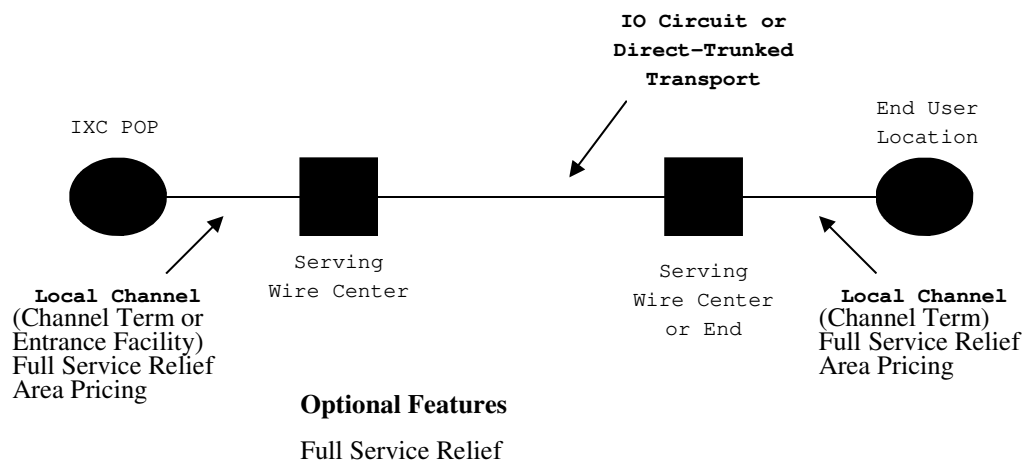 IO Circuit or
Direct-Trunked
Transport
IXC POP
End User
Location
Serving
Wire Center
Serving
Wire Center
or End
Local Channel
(Channel Term or
Entrance Facility)
Full Service Relief
Area Pricing
Local Channel
(Channel Term)
Full Service Relief
Area Pricing
Optional Features
Full Service Relief